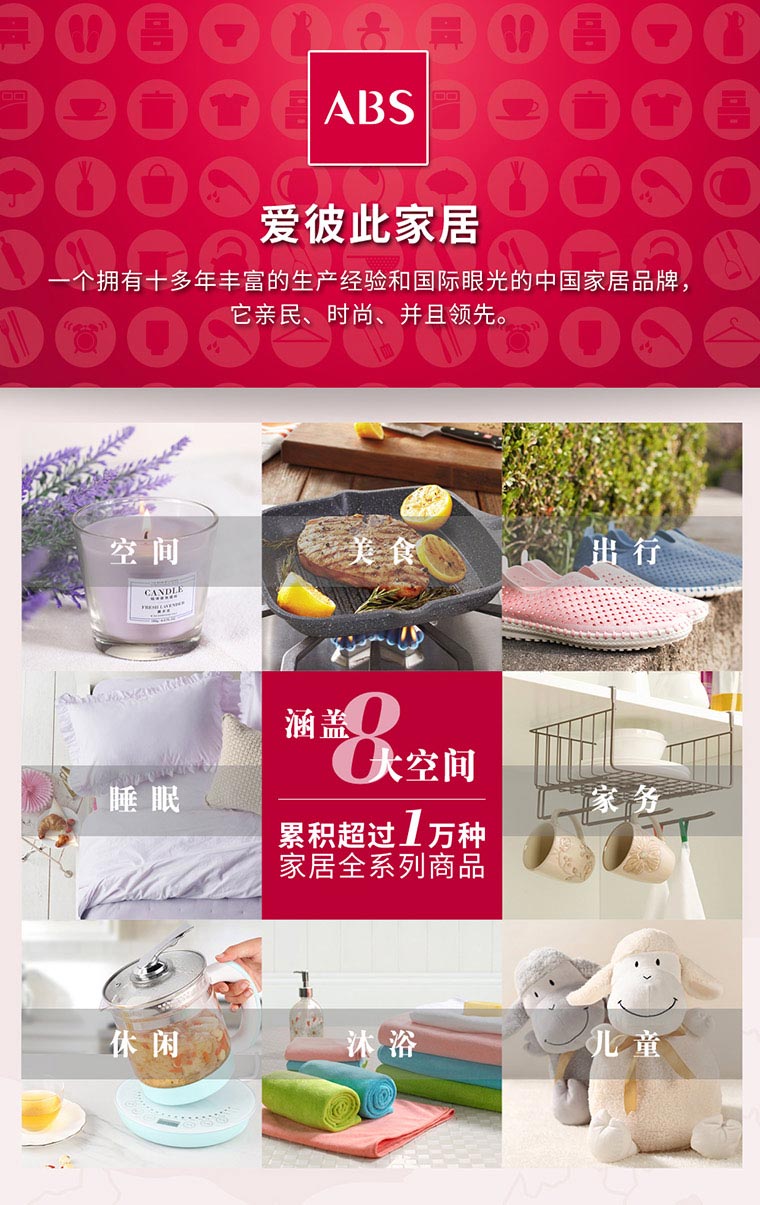 ABS
爱彼此家居
一个拥有十多年丰富的生产经验和国际眼光的中国家居品牌，
它亲民、时尚、并且领先。
空间
美食
出行
CANDLE
FRESH LAVENDER
睡眠
涵盖8大空间
累积超过1万种
家居全系列商品
家务
休闲
沐浴
儿童